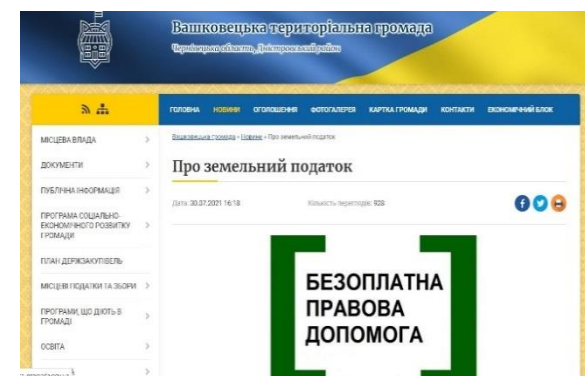 Вашковецька територіальна громада
Чернівецька область, Дністровський район
ГОЛОВНА НОВИНИ ОГОЛОШЕННЯ ФОТОГАЛЕРЕЯ КАРТКА ГРОМАДИ КОНТАКТИ ЕКОНОМІЧНИЙ БЛОК
МІСЦЕВА ВЛАДА
ДОКУМЕНТИ
ПУБЛІЧНА ІНФОРМАЦІЯ
ПРОГРАМА СОЦІАЛЬНО-
ЕКОНОМІЧНОГО РОЗВИТКУ
ГРОМАДИ
ПЛАН ДЕРЖЗАКУПІВЕЛЬ
МІСЦЕВІ ПОДАТКИ ТА ЗБОРИ
ПРОГРАМИ, ЩО ДІЮТЬ В
ГРОМАДІ
ОСВІТА
Вашковецька громада » Новини » Про земельний податок
Про земельний податок
Дата: 30.07.2021 16:18 Кількість переглядів: 928
БЕЗОПЛАТНА
ПРАВОВА
ДОПОМОГА